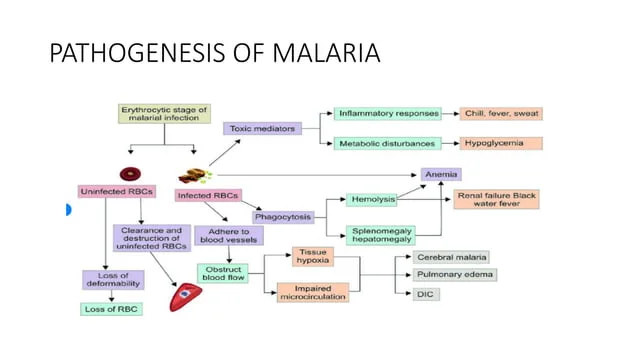 PATHOGENESIS OF MALARIA
Erythrocytic stage of
malarial infection
Toxic mediators
Inflammatory responses
Chill, fever, sweat
Metabolic disturbances
Hypoglycemia
Anemia
Uninfected RBCs
Infected RBCs
Hemolysis
Renal failure Black
water fever
Phagocytosis
Clearance and
destruction of
uninfected RBCs
Adhere to
blood vessels
Splenomegaly
hepatomegaly
Loss of
deformability
Obstruct
blood flow
Tissue
hypoxia
Cerebral malaria
Pulmonary edema
Impaired
microcirculation
DIC
Loss of RBC